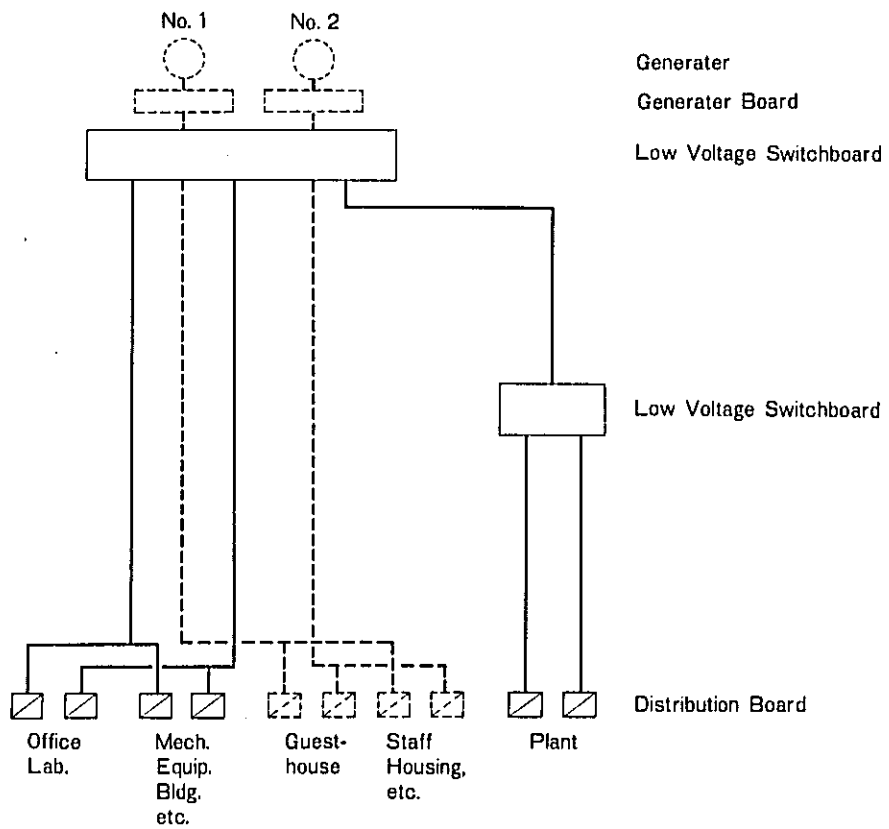 No. 1
No. 2
Generater
Generater Board
Low Voltage Switchboard
Low Voltage Switchboard
Distribution Board
Office
Lab.
Mech.
Equip.
Bldg.
etc.
Guest-
house
Staff
Housing,
etc.
Plant